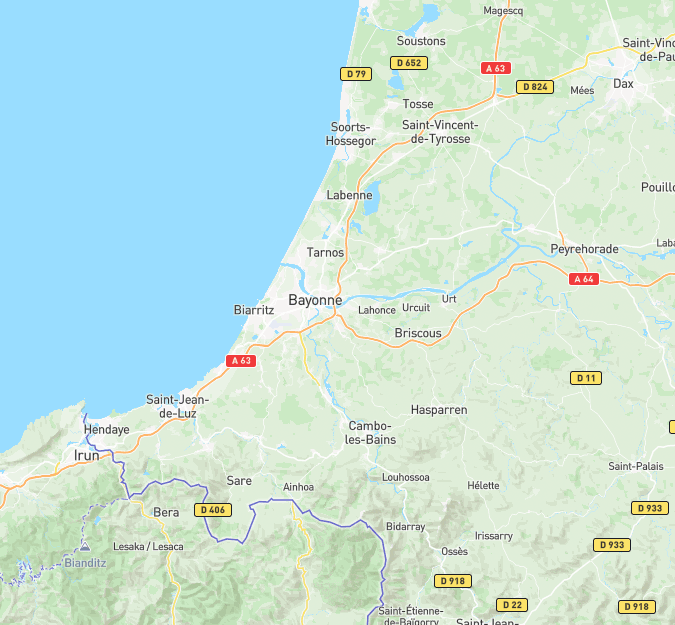 Magescq
Soustons
Saint-Vinc
de-Pau
D 652
A 63
D 79
Dax
D 824
Mées
Tosse
Soorts-
Hossegor
Saint-Vincent-
de-Tyrosse
Labenne
Pouillo
Tarnos
Peyrehorade
Laba
A 64
Bayonne
Urt
Biarritz
Lahonce
Urcuit
Briscous
A 63
D 11
Saint-Jean-
de-Luz
Hasparren
Hendaye
Cambo-
les-Bains
Irun
Saint-Palais
Sare
Ainhoa
Louhossoa
Hélette
Bera
D 406
D 933
Bidarray
Irissarry
Lesaka / Lesaca
Ossès
D 933
Bianditz
D 918
D 22
D 918
Saint-Étienne-
de-Baïgorry
Saint-Jean-